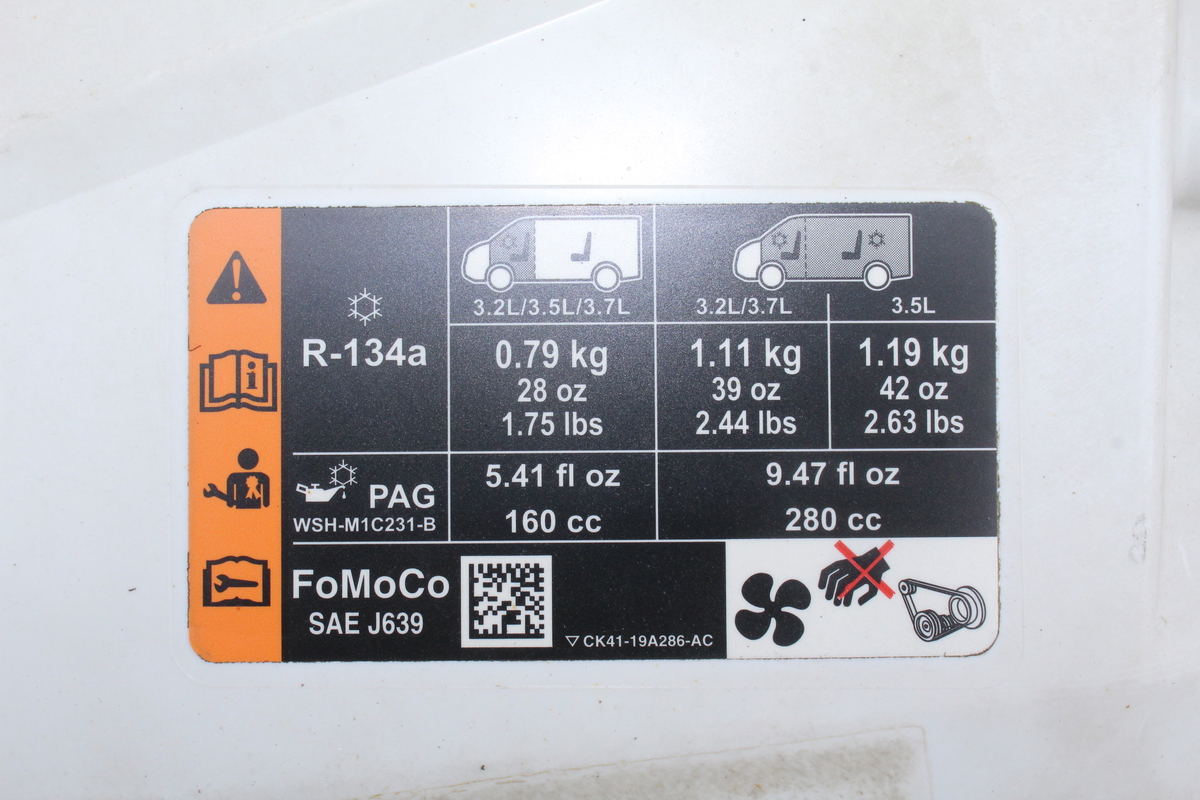 3.2L/3.5L/3.7L
3.2L/3.7L
3.5L
R-134a
0.79 kg
28 oz
1.75 lbs
1.11 kg
39 oz
2.44 lbs
1.19 kg
42 oz
2.63 lbs
PAG
WSH-M1C231-B
5.41 fl oz
160 cc
9.47 fl oz
280 cc
FoMoCo
SAE J639
CK41-19A286-AC